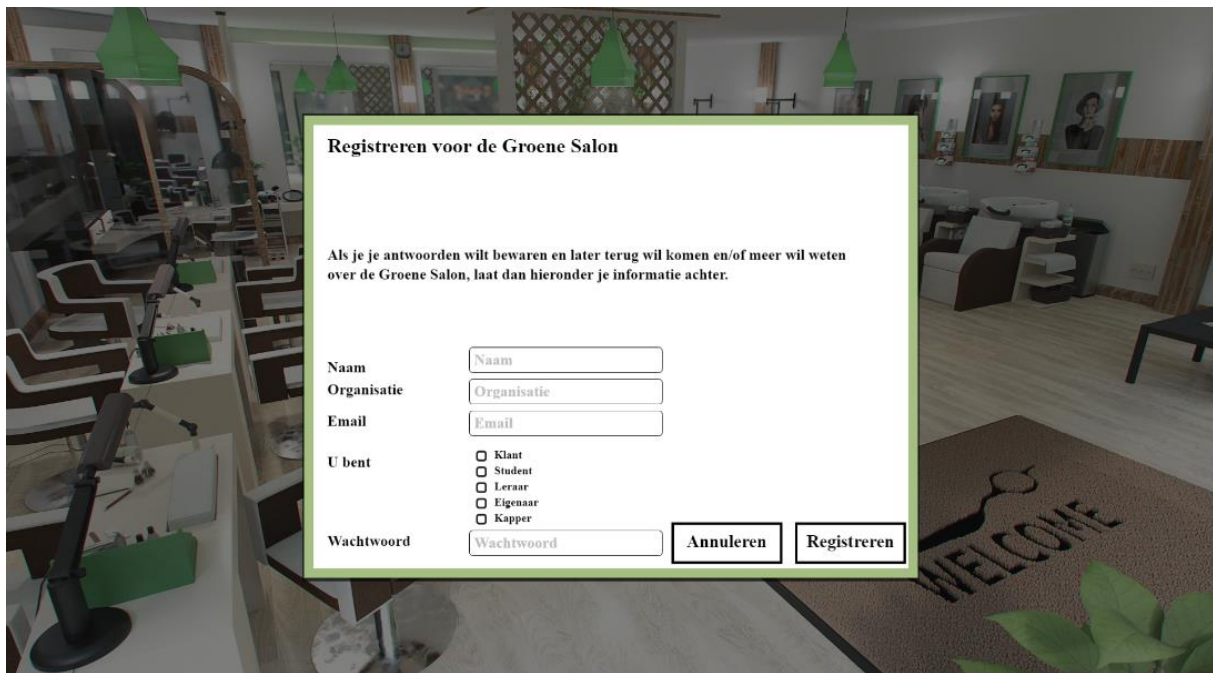 Registreren voor de Groene Salon
Als je je antwoorden wilt bewaren en later terug wil komen en/of meer wil weten
over de Groene Salon, laat dan hieronder je informatie achter.
Naam
Naam
Organisatie
Organisatie
Email
Email
U bent
Klant
Student
Leraar
Eigenaar
Kapper
Wachtwoord
Wachtwoord
Annuleren
Registreren
WELCOME